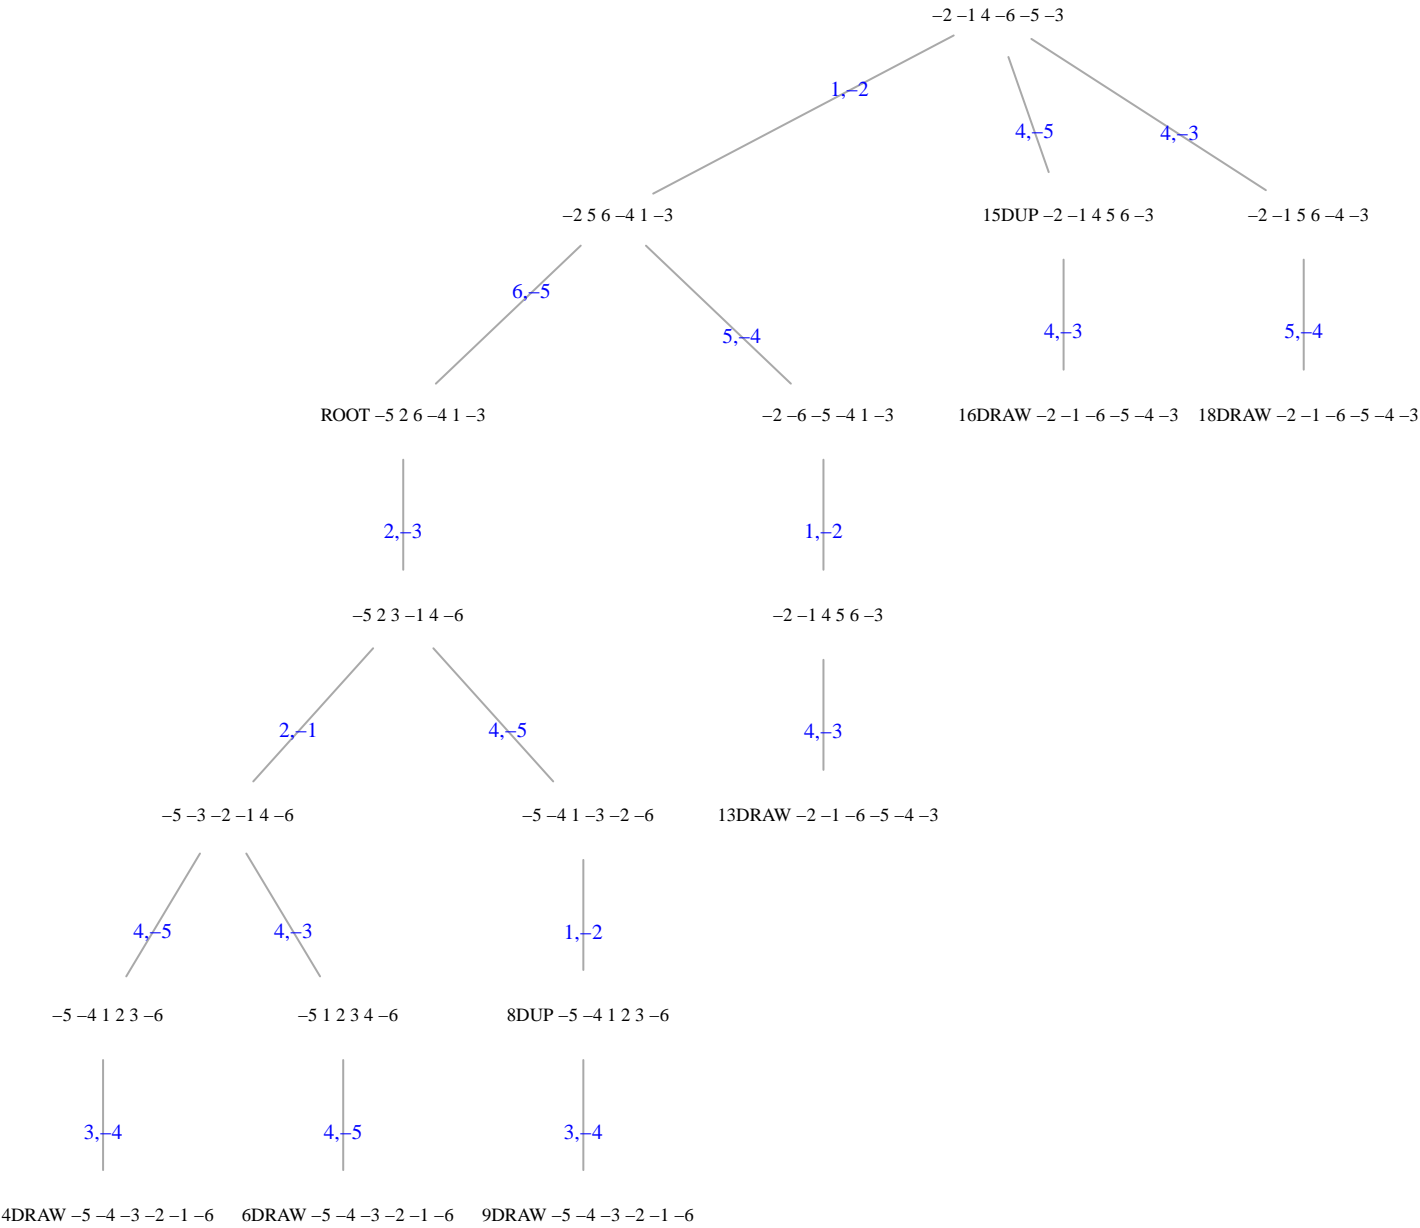 –2 –1 4 –6 –5 –3
1,–2
4,–5
4,–3
–2 5 6 –4 1 –3
15DUP –2 –1 4 5 6 –3
–2 –1 5 6 –4 –3
6,–5
5,–4
4,–3
5,–4
ROOT –5 2 6 –4 1 –3
–2 –6 –5 –4 1 –3
16DRAW –2 –1 –6 –5 –4 –3
18DRAW –2 –1 –6 –5 –4 –3
2,–3
1,–2
–5 2 3 –1 4 –6
–2 –1 4 5 6 –3
2,–1
4,–5
4,–3
–5 –3 –2 –1 4 –6
–5 –4 1 –3 –2 –6
13DRAW –2 –1 –6 –5 –4 –3
4,–5
4,–3
1,–2
–5 –4 1 2 3 –6
–5 1 2 3 4 –6
8DUP –5 –4 1 2 3 –6
3,–4
4,–5
3,–4
4DRAW –5 –4 –3 –2 –1 –6
6DRAW –5 –4 –3 –2 –1 –6
9DRAW –5 –4 –3 –2 –1 –6